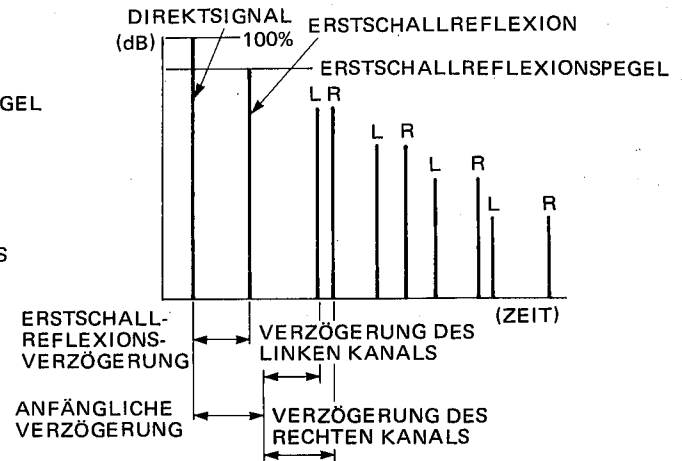 DIREKTSIGNAL
(dB)
100%
ERSTSCHALLREFLEXION
ERSTSCHALLREFLEXIONSPEGEL
GEL
L R
L R
L R
L R
S
(ZEIT)
ERSTSCHALL-
REFLEXIONS-
VERZÖGERUNG
VERZÖGERUNG DES
LINKEN KANALS
ANFÄNGLICHE
VERZÖGERUNG
VERZÖGERUNG DES
RECHTEN KANALS